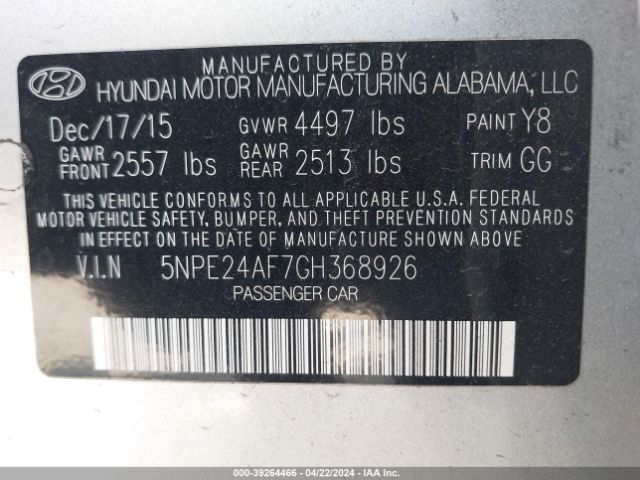 MANUFACTURED BY
HYUNDAI MOTOR MANUFACTURING ALABAMA, LLC
Dec/17/15 GVWR 4497 lbs PAINT Y8
GAWR FRONT 2557 lbs GAWR REAR 2513 lbs TRIM GG
THIS VEHICLE CONFORMS TO ALL APPLICABLE U.S.A. FEDERAL
MOTOR VEHICLE SAFETY, BUMPER, AND THEFT PREVENTION STANDARDS
IN EFFECT ON THE DATE OF MANUFACTURE SHOWN ABOVE.
V.I.N 5NPE24AF7GH368926
PASSENGER CAR
000-39264466 - 04/22/2024 - IAA Inc.